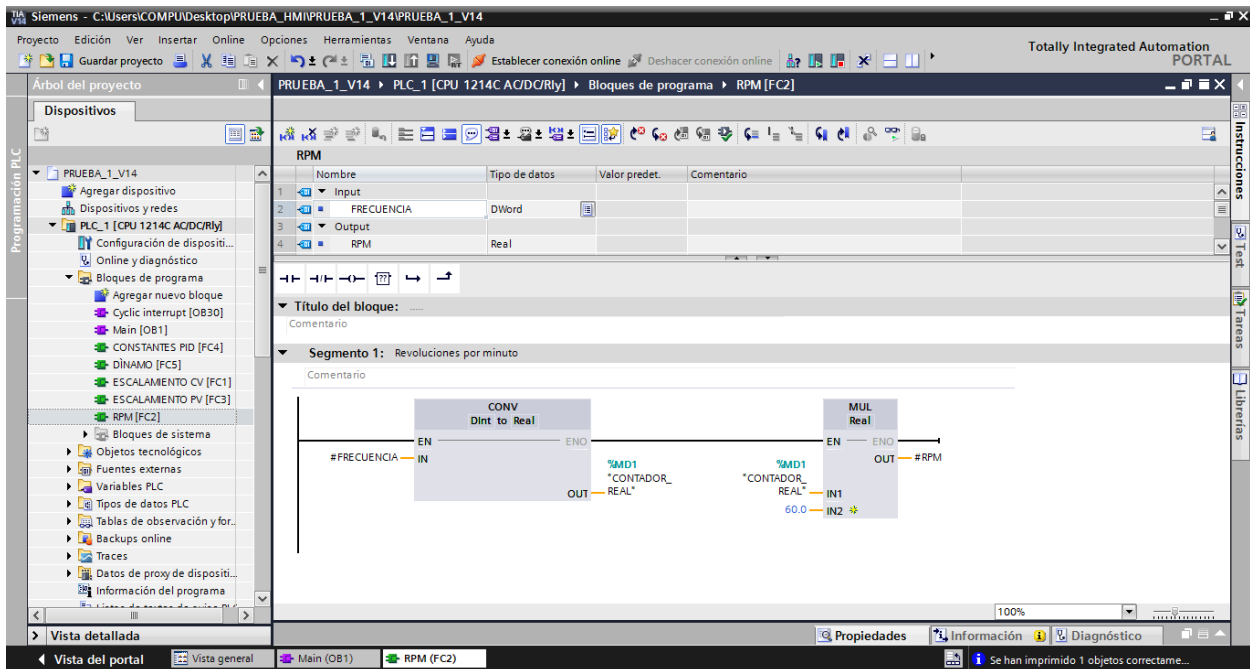 Siemens - C:\Users\COMPU\Desktop\PRUEBA_HMI\PRUEBA_1_V14\PRUEBA_1_V14
Proyecto Edición Ver Insertar Online Opciones Herramientas Ventana Ayuda
Totally Integrated Automation
PORTAL
Guardar proyecto
Establecer conexión online
Deshacer conexión online
Árbol del proyecto
PRUEBA_1_V14 PLC_1 [CPU 1214C AC/DC/Rly] Bloques de programa RPM [FC2]
Dispositivos
Programación PLC
PRUEBA_1_V14
Agregar dispositivo
Dispositivos y redes
PLC_1 [CPU 1214C AC/DC/Rly]
Configuración de dispositi...
Online y diagnóstico
Bloques de programa
Agregar nuevo bloque
Cyclic interrupt [OB30]
Main [OB1]
CONSTANTES PID [FC4]
DÌNAMO [FC5]
ESCALAMIENTO CV [FC1]
ESCALAMIENTO PV [FC3]
RPM [FC2]
Bloques de sistema
Objetos tecnológicos
Fuentes externas
Variables PLC
Tipos de datos PLC
Tablas de observación y for..
Backups online
Traces
Datos de proxy de dispositi...
Información del programa
Vista detallada
RPM
Nombre Tipo de datos Valor predet. Comentario
1 Input
2 FRECUENCIA DWord
3 Output
4 RPM Real
Título del bloque: .....
Comentario
Segmento 1: Revoluciones por minuto
Comentario
CONV
DInt to Real
EN ENO
#FRECUENCIA IN
%MD1
"CONTADOR_
OUT REAL"
MUL
Real
EN ENO
%MD1
"CONTADOR_
REAL" IN1
OUT #RPM
60.0 IN2
100%
Propiedades
Información
Diagnóstico
Instrucciones
Test
Tareas
Librerías
Vista del portal
Vista general
Main (OB1)
RPM (FC2)
Se han imprimido 1 objetos correctame...